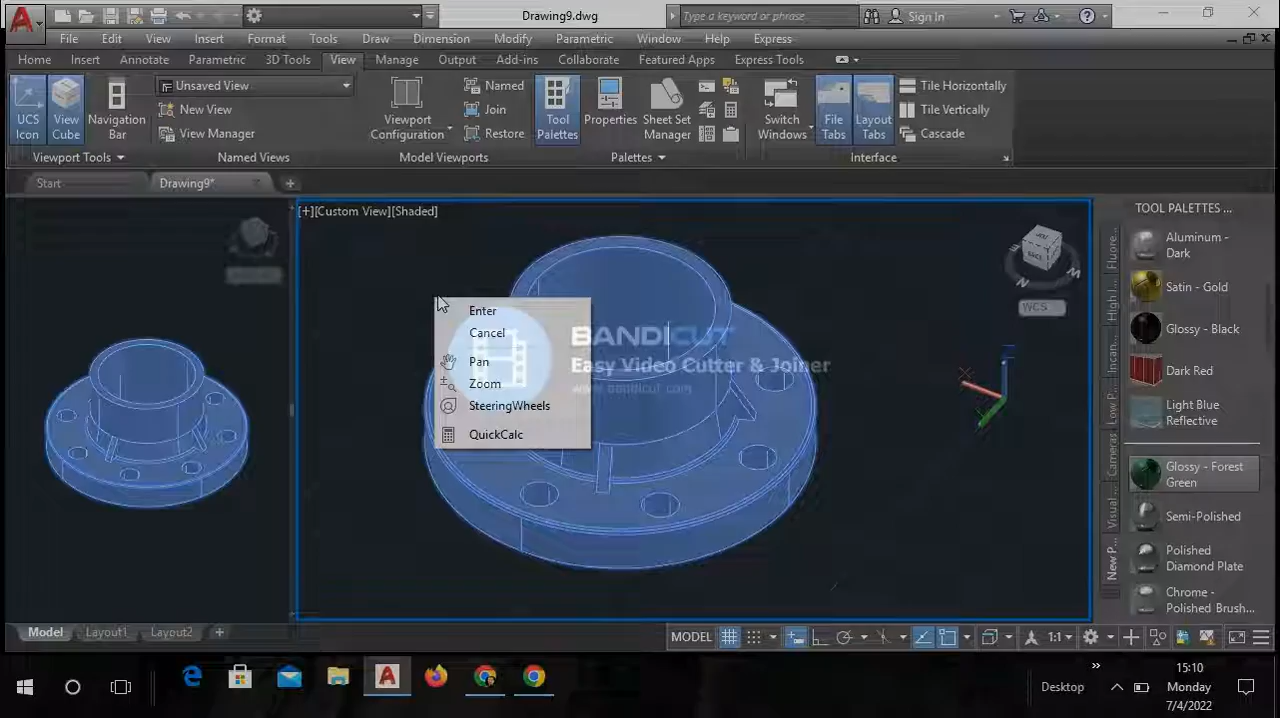 Drawing9.dwg
Type a keyword or phrase
Sign In
File Edit View Insert Format Tools Draw Dimension Modify Parametric Window Help Express
Home Insert Annotate Parametric 3D Tools View Manage Output Add-ins Collaborate Featured Apps Express Tools
UCS Icon
View Cube
Navigation Bar
Unsaved View
New View
View Manager
Viewport Configuration
Named
Join
Restore
Tool Palettes
Properties
Sheet Set Manager
Switch Windows
File Tabs
Layout Tabs
Tile Horizontally
Tile Vertically
Cascade
Viewport Tools Named Views Model Viewports Palettes Interface
Start Drawing9*
[+][Custom View][Shaded]
WCS
Enter
Cancel
Pan
Zoom
SteeringWheels
QuickCalc
BANDICUT
Easy Video Cutter & Joiner
www.bandicut.com
TOOL PALETTES ...
Aluminum - Dark
Satin - Gold
Glossy - Black
Dark Red
Light Blue Reflective
Glossy - Forest Green
Semi-Polished
Polished Diamond Plate
Chrome - Polished Brush...
Fluore...
High I...
Incan...
Low P...
Cameras
Visual ...
New P...
Model Layout1 Layout2
MODEL 1:1
Desktop
15:10
Monday
7/4/2022